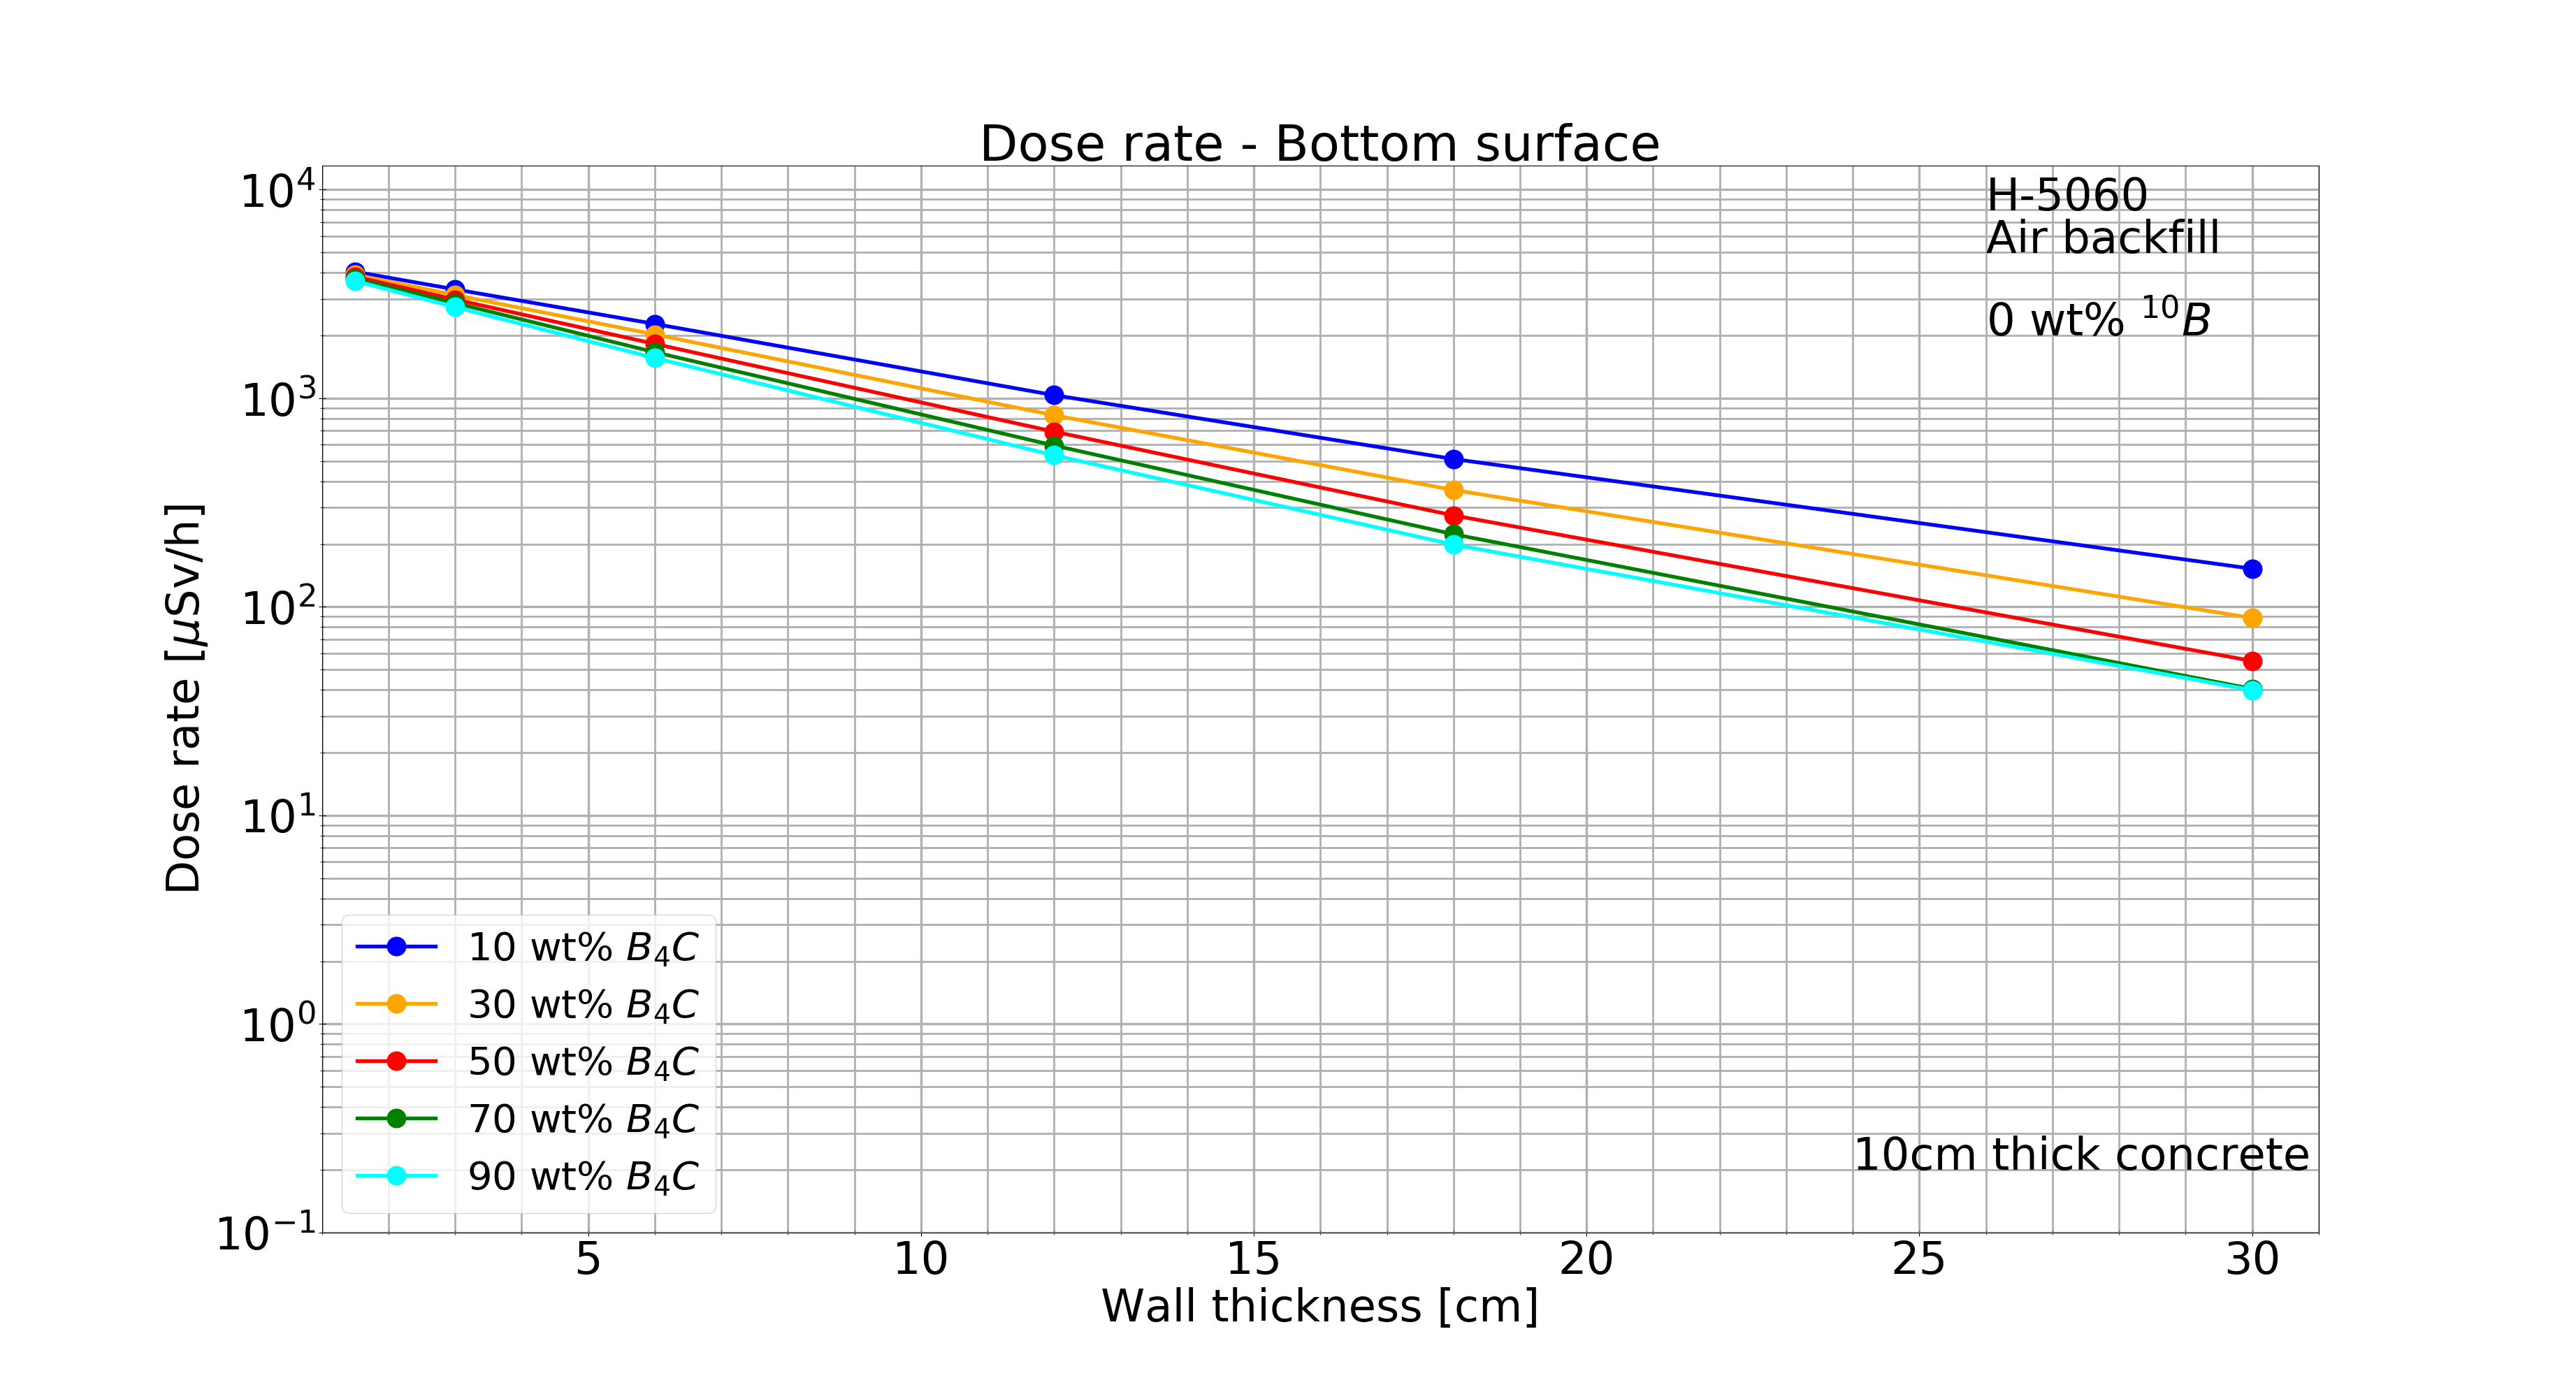 Dose rate - Bottom surface
H-5060
Air backfill
0 wt% ¹⁰B
10⁴
10³
10²
10¹
10⁰
10⁻¹
Dose rate [μSv/h]
10 wt% B₄C
30 wt% B₄C
50 wt% B₄C
70 wt% B₄C
90 wt% B₄C
10cm thick concrete
5 10 15 20 25 30
Wall thickness [cm]